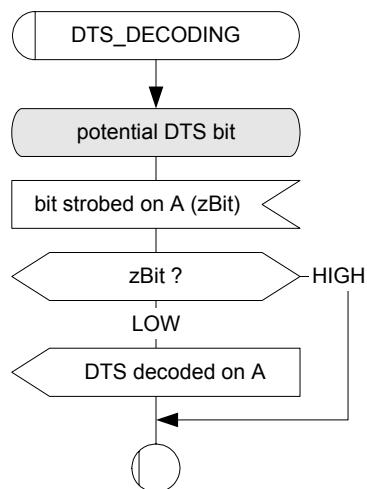 DTS_DECODING
potential DTS bit
bit strobed on A (zBit)
zBit ?
HIGH
LOW
DTS decoded on A